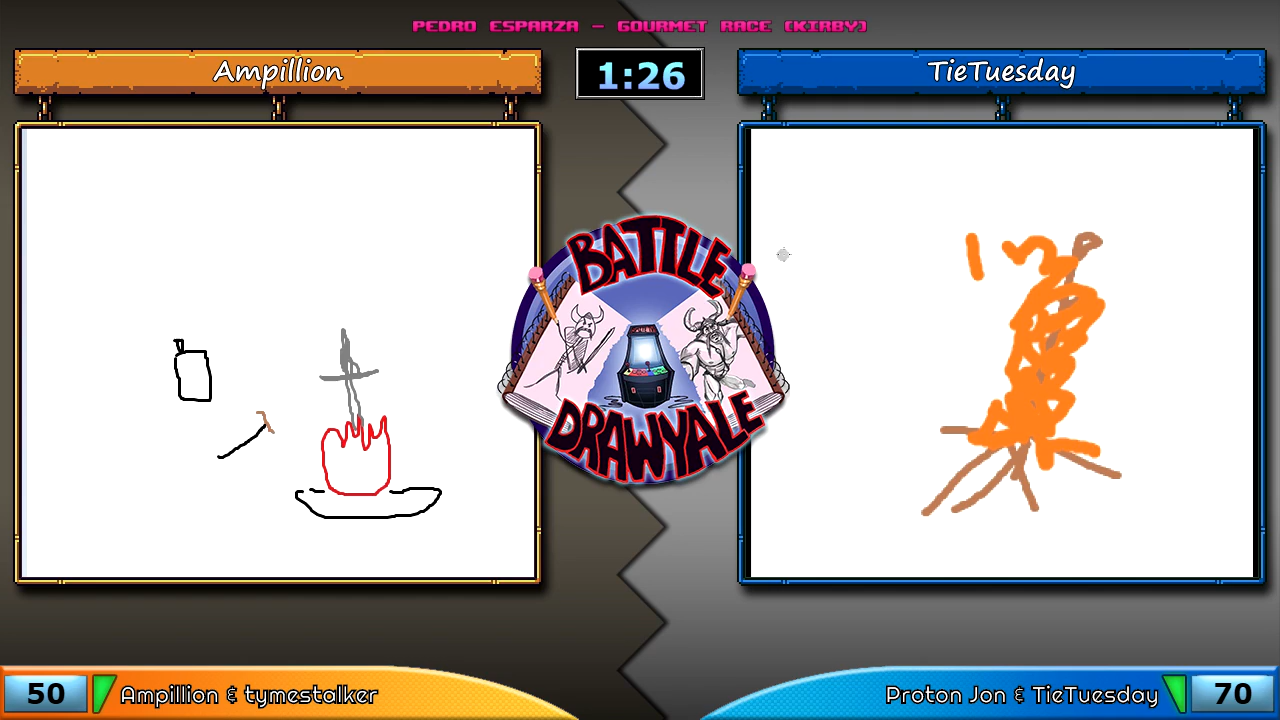 PEDRO ESPARZA – GOURMET RACE (KIRBY)
Ampillion
1:26
TieTuesday
BATTLE
DRAWYALE
50
Ampillion & tymestalker
Proton Jon & TieTuesday
70